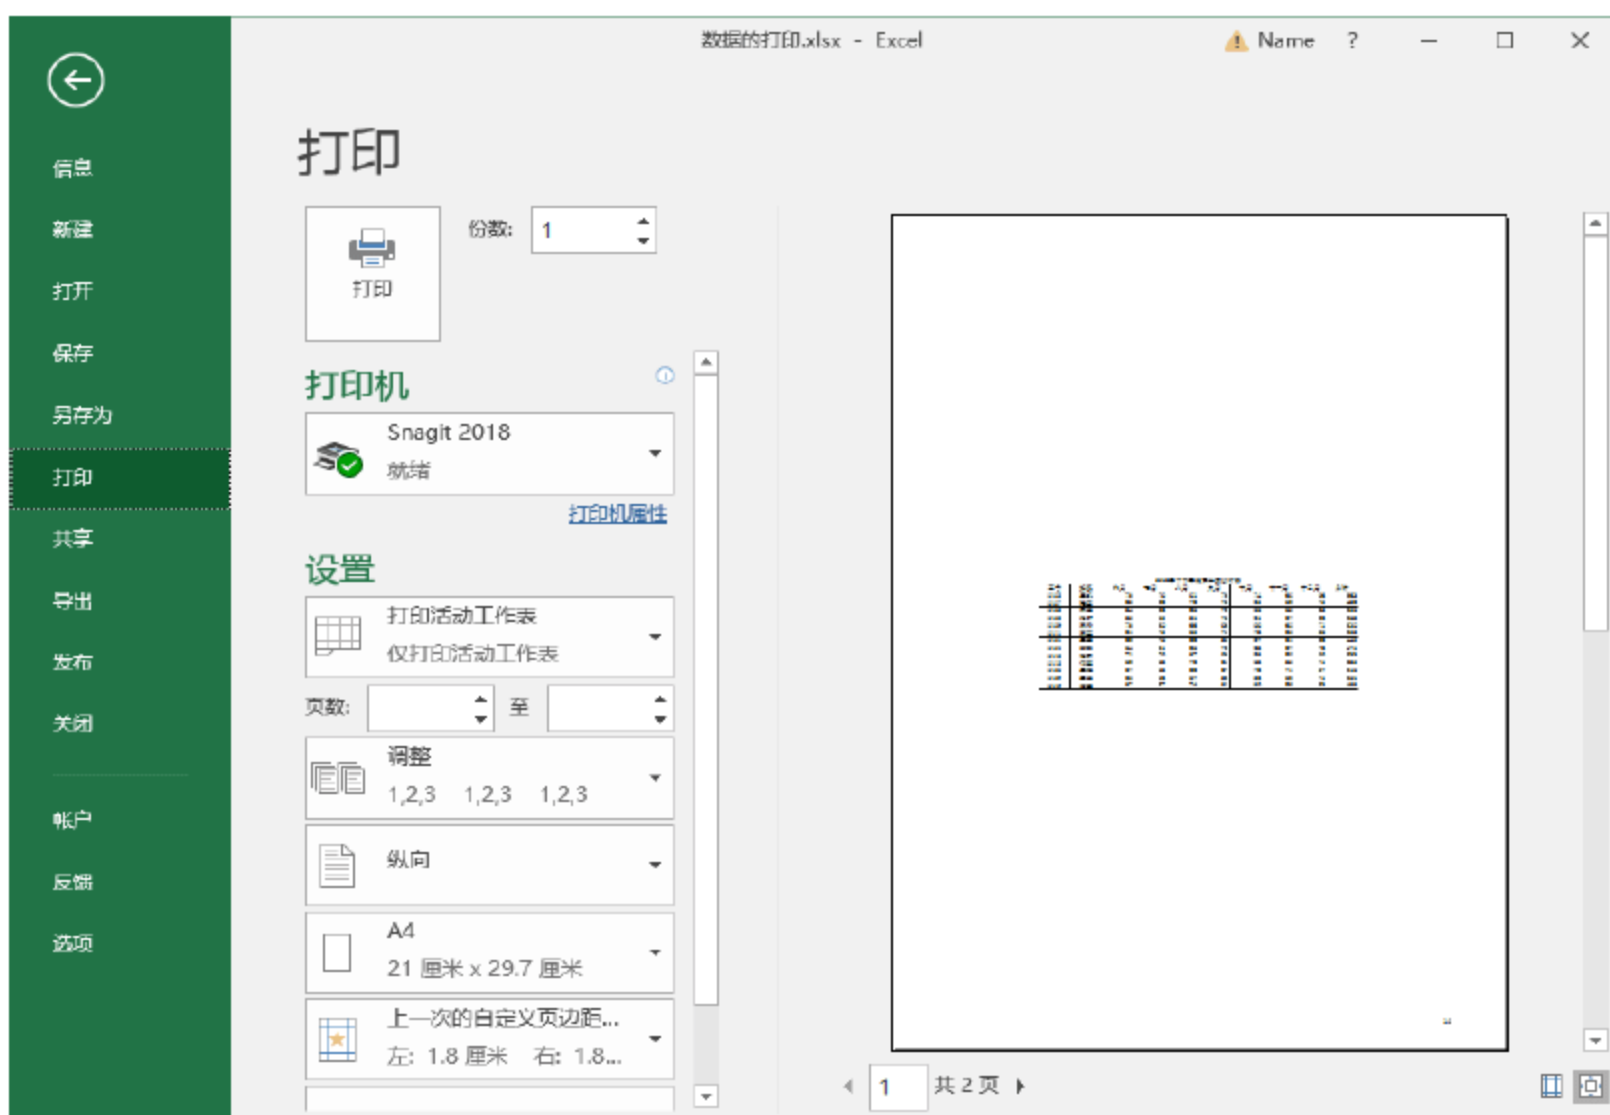 数据的打印.xlsx - Excel
Name ?
打印
信息
新建
打开
保存
另存为
打印
共享
导出
发布
关闭
帐户
反馈
选项
打印
份数: 1
打印机
Snagit 2018
就绪
打印机属性
设置
打印活动工作表
仅打印活动工作表
页数: 至
调整
1,2,3 1,2,3 1,2,3
纵向
A4
21 厘米 x 29.7 厘米
上一次的自定义页边距...
左: 1.8 厘米 右: 1.8...
1 共 2 页